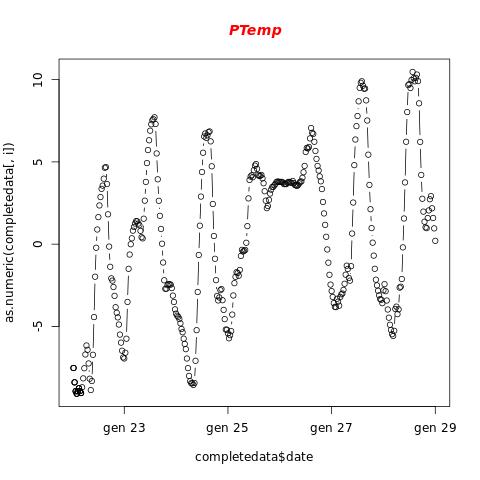 PTemp
as.numeric(completedata[, i])
10
5
0
-5
gen 23
gen 25
gen 27
gen 29
completedata$date